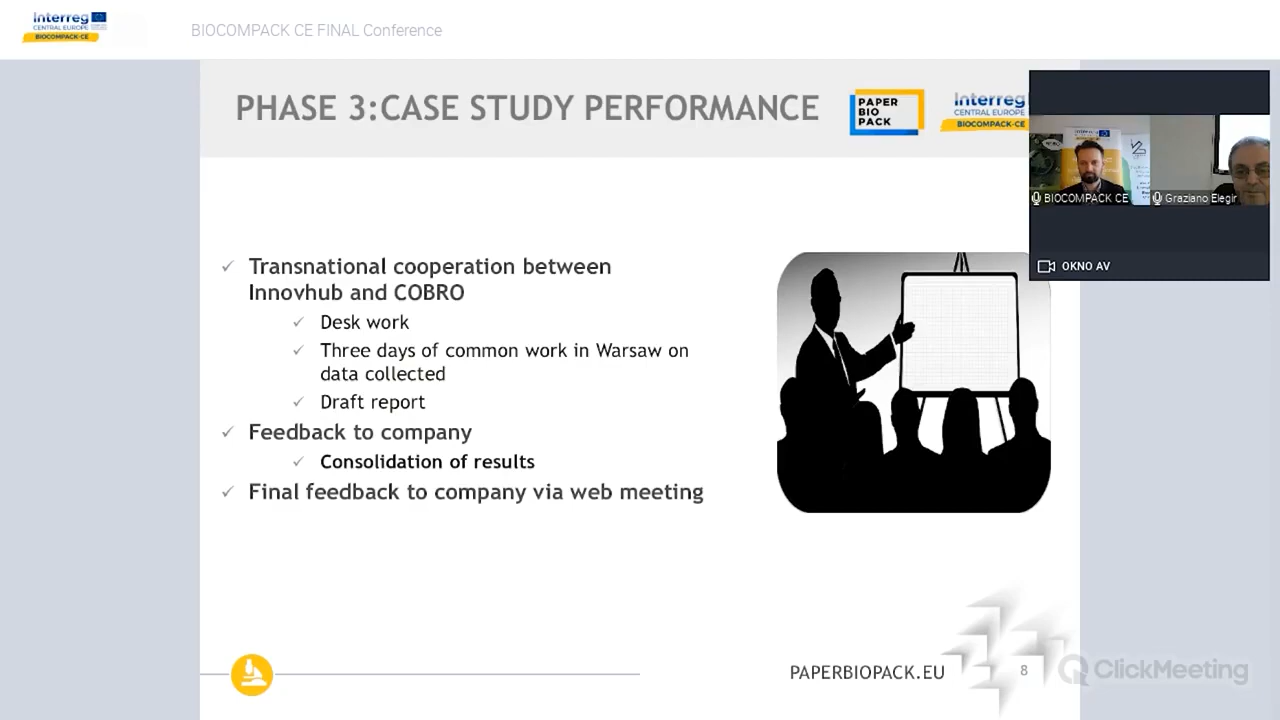 Interreg
CENTRAL EUROPE
BIOCOMPACK-CE
BIOCOMPACK CE FINAL Conference
PHASE 3:CASE STUDY PERFORMANCE
PAPER
BIO
PACK
Interreg
CENTRAL EUROPE
BIOCOMPACK-CE
BIOCOMPACK CE
Graziano Elegir
OKNO AV
✓ Transnational cooperation between
Innovhub and COBRO
✓ Desk work
✓ Three days of common work in Warsaw on
data collected
✓ Draft report
✓ Feedback to company
✓ Consolidation of results
✓ Final feedback to company via web meeting
PAPERBIOPACK.EU
8
ClickMeeting